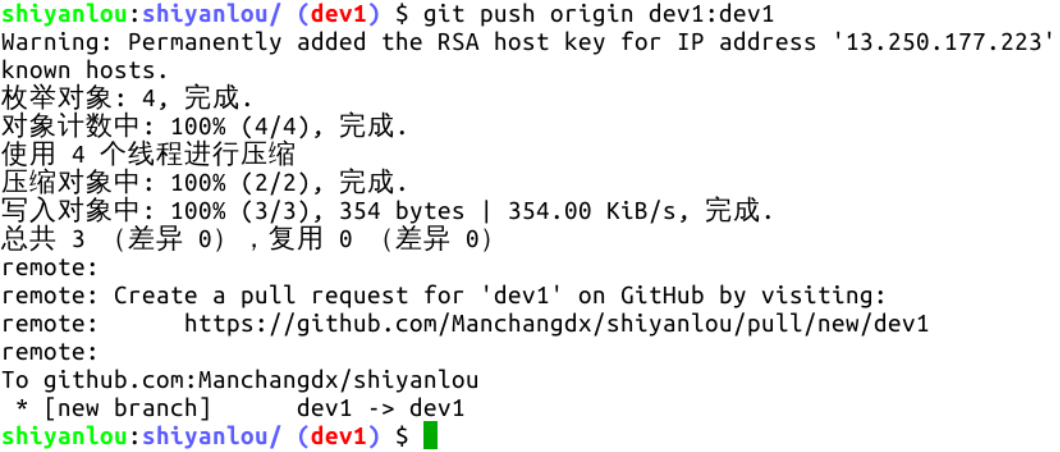 shiyanlou:shiyanlou/ (dev1) $ git push origin dev1:dev1
Warning: Permanently added the RSA host key for IP address '13.250.177.223'
known hosts.
枚举对象: 4, 完成.
对象计数中: 100% (4/4), 完成.
使用 4 个线程进行压缩
压缩对象中: 100% (2/2), 完成.
写入对象中: 100% (3/3), 354 bytes | 354.00 KiB/s, 完成.
总共 3 （差异 0），复用 0 （差异 0）
remote:
remote: Create a pull request for 'dev1' on GitHub by visiting:
remote:      https://github.com/Manchangdx/shiyanlou/pull/new/dev1
remote:
To github.com:Manchangdx/shiyanlou
 * [new branch]      dev1 -> dev1
shiyanlou:shiyanlou/ (dev1) $